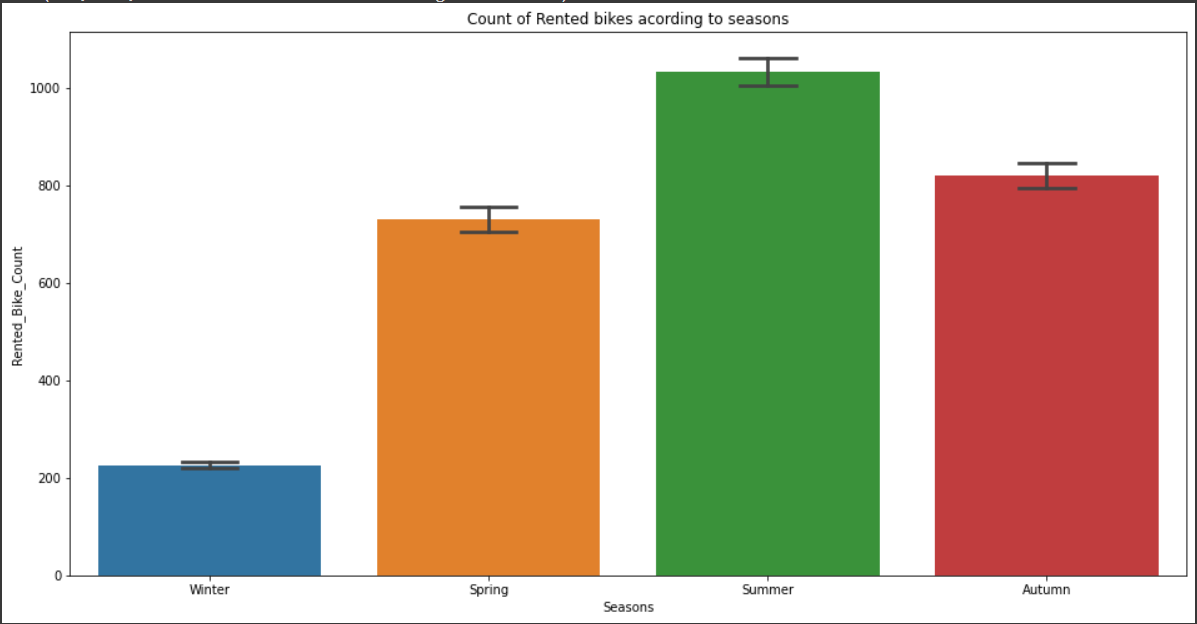 Count of Rented bikes acording to seasons
1000
800
600
400
200
0
Rented_Bike_Count
Winter
Spring
Summer
Autumn
Seasons